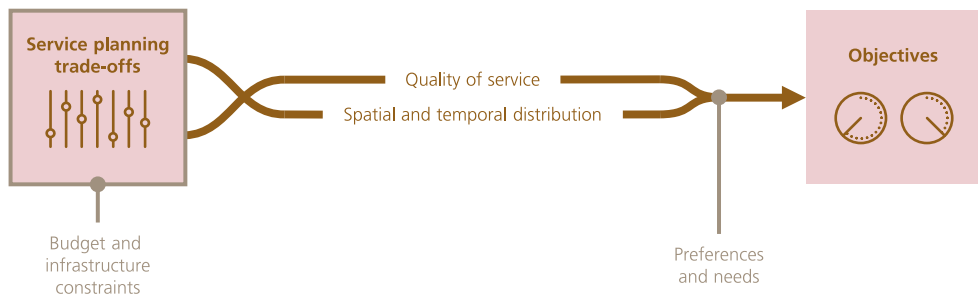 Service planning
trade-offs
Quality of service
Spatial and temporal distribution
Objectives
Budget and
infrastructure
constraints
Preferences
and needs